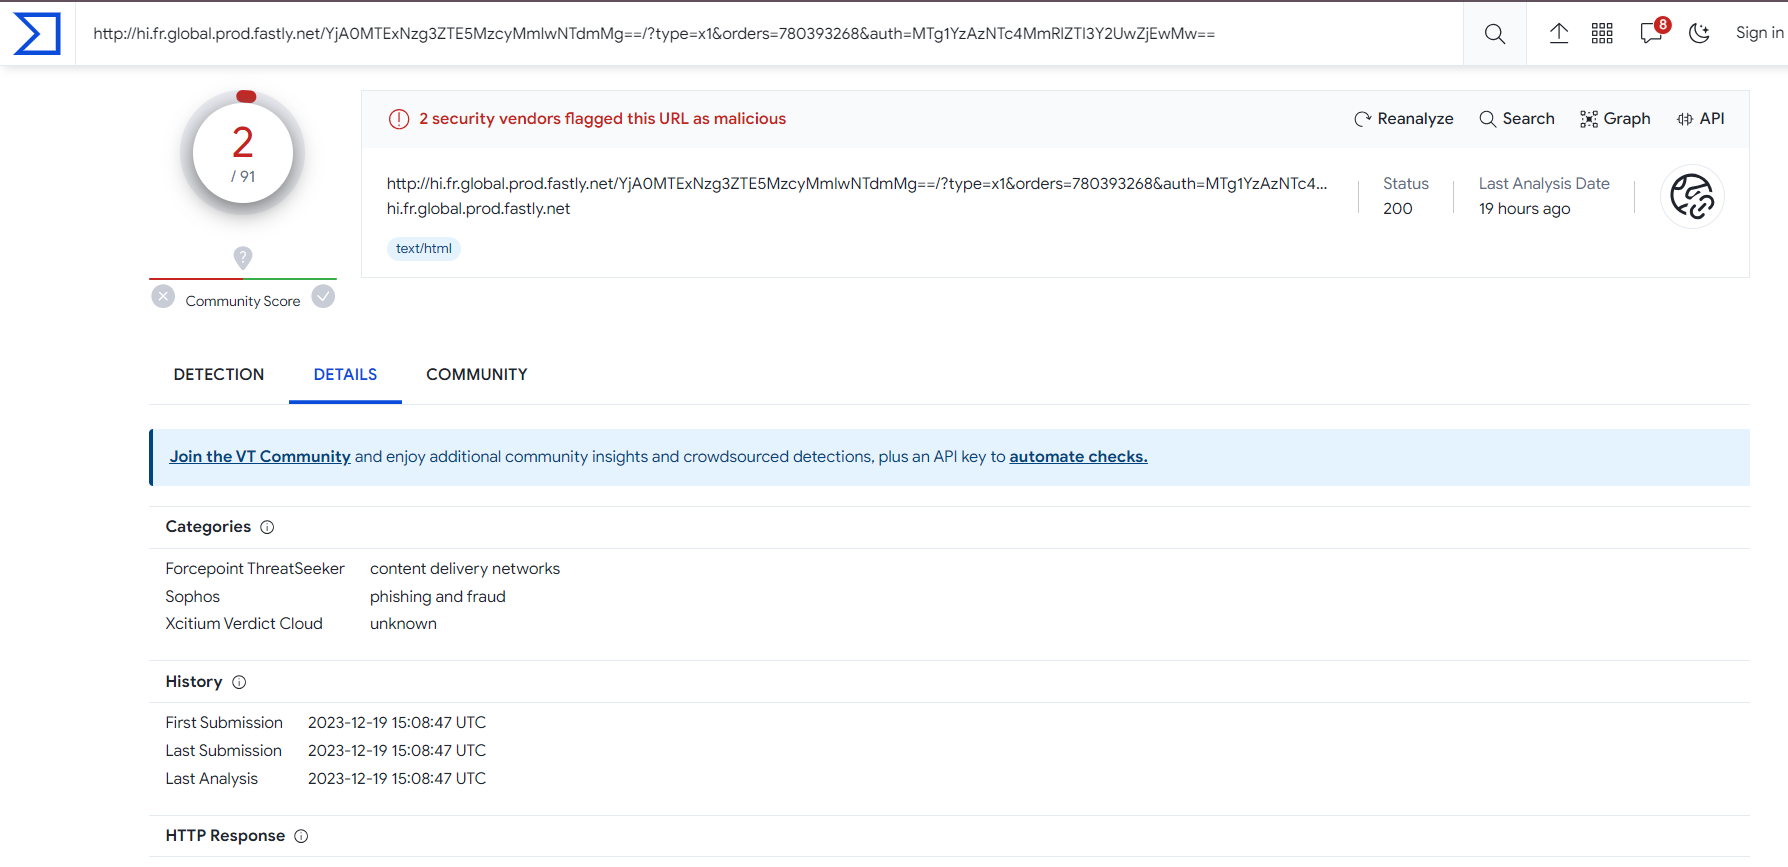 http://hi.fr.global.prod.fastly.net/YjA0MTExNzg3ZTE5MzcyMmIwNTdmMg==/?type=x1&orders=780393268&auth=MTg1YzAzNTc4MmRlZTI3Y2UwZjEwMw==
8
Sign in
2
/ 91
Community Score
2 security vendors flagged this URL as malicious
Reanalyze
Search
Graph
API
http://hi.fr.global.prod.fastly.net/YjA0MTExNzg3ZTE5MzcyMmIwNTdmMg==/?type=x1&orders=780393268&auth=MTg1YzAzNTc4...
hi.fr.global.prod.fastly.net
text/html
Status
200
Last Analysis Date
19 hours ago
DETECTION
DETAILS
COMMUNITY
Join the VT Community and enjoy additional community insights and crowdsourced detections, plus an API key to automate checks.
Categories
Forcepoint ThreatSeeker content delivery networks
Sophos phishing and fraud
Xcitium Verdict Cloud unknown
History
First Submission 2023-12-19 15:08:47 UTC
Last Submission 2023-12-19 15:08:47 UTC
Last Analysis 2023-12-19 15:08:47 UTC
HTTP Response